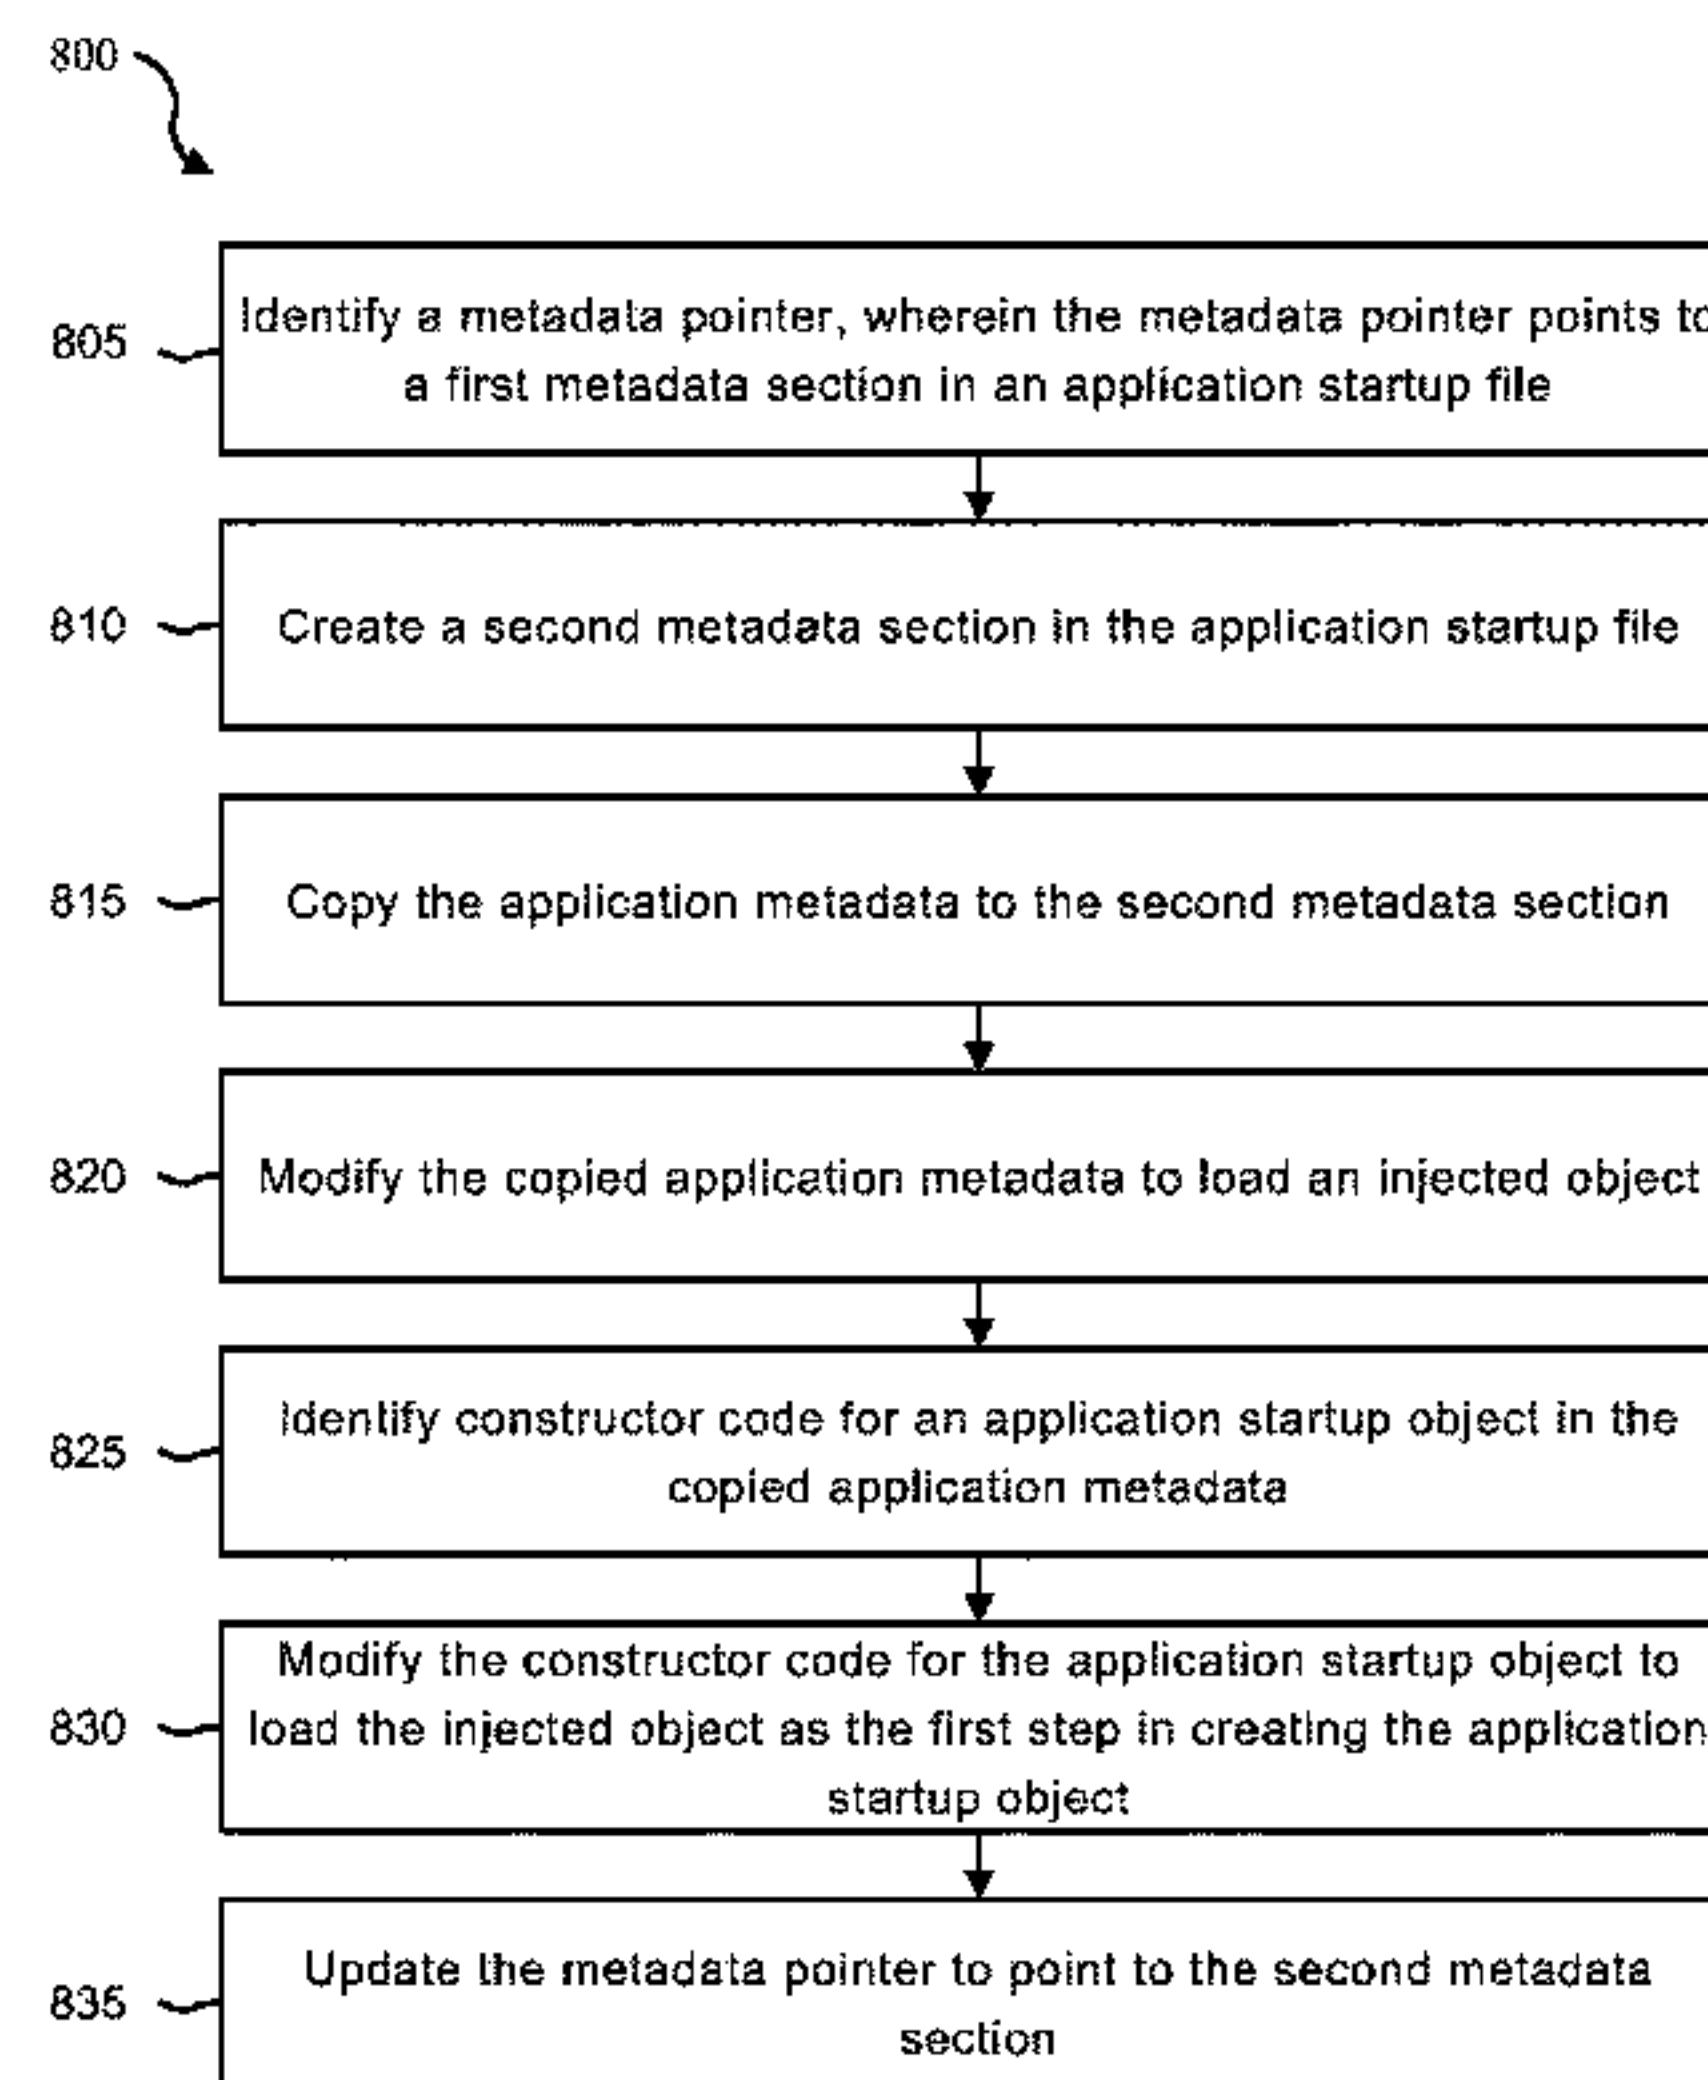 800
805
Identify a metadata pointer, wherein the metadata pointer points to
a first metadata section in an application startup file
810
Create a second metadata section in the application startup file
815
Copy the application metadata to the second metadata section
820
Modify the copied application metadata to load an injected object
825
Identify constructor code for an application startup object in the
copied application metadata
830
Modify the constructor code for the application startup object to
load the injected object as the first step in creating the application
startup object
835
Update the metadata pointer to point to the second metadata
section